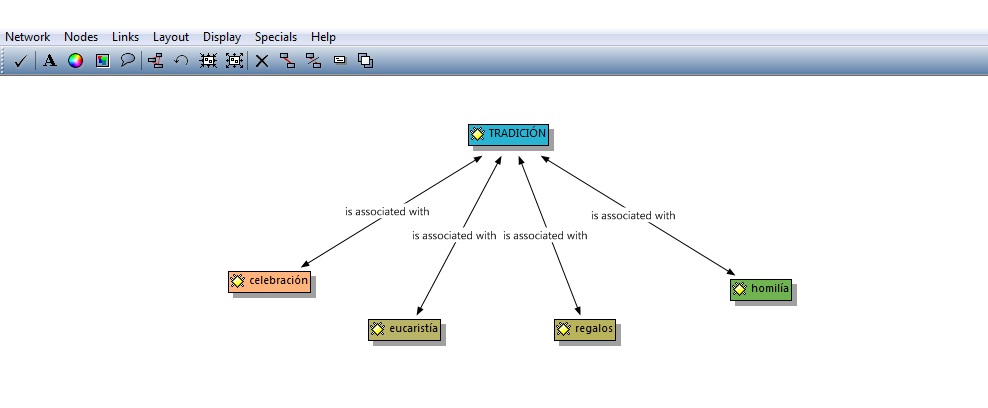 Network Nodes Links Layout Display Specials Help
A
TRADICIÓN
is associated with
is associated with
is associated with is associated with
celebración
homilía
eucaristía
regalos